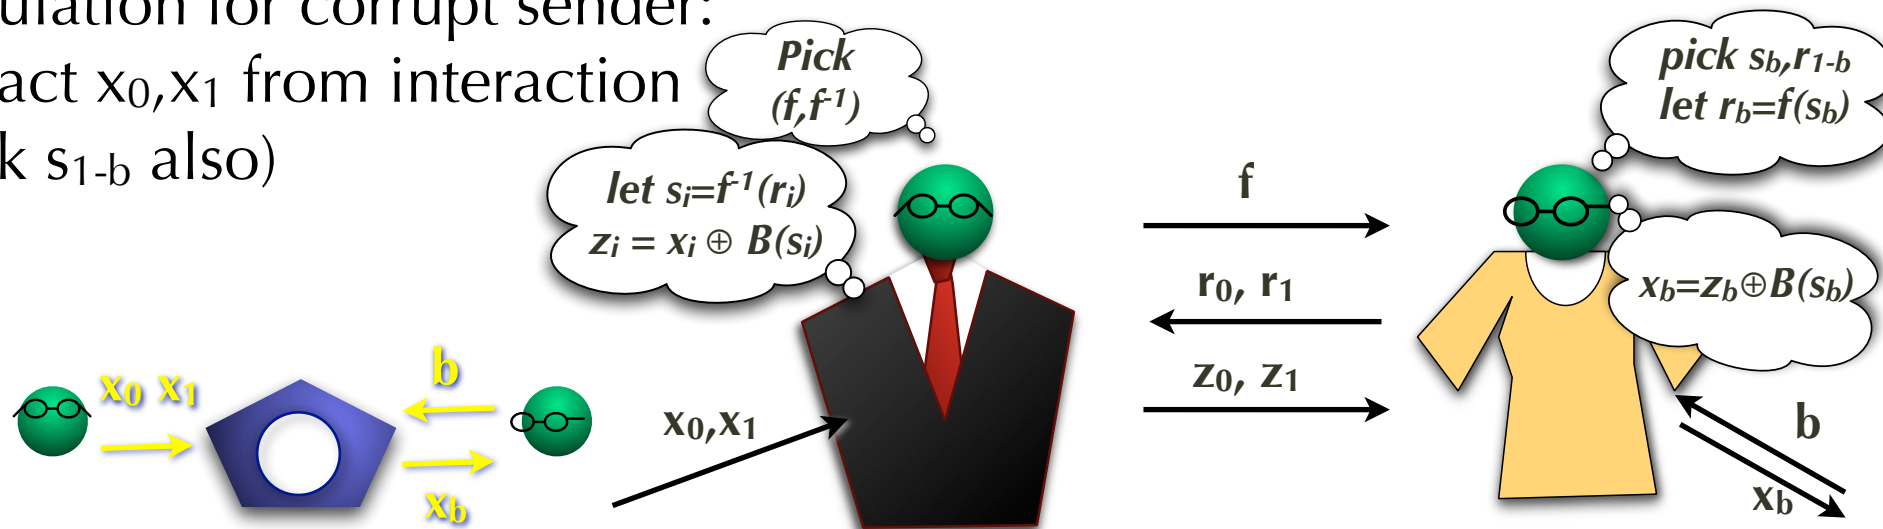 sender:
act x₀,x₁ from interaction
s₁₋b also)
Pick
(f,f⁻¹)
let sᵢ=f⁻¹(rᵢ)
zᵢ = xᵢ ⊕ B(sᵢ)
pick s_b,r₁₋b
let r_b=f(s_b)
x_b=z_b⊕B(s_b)
f
r₀, r₁
z₀, z₁
x₀ x₁
b
x_b
x₀,x₁
b
x_b